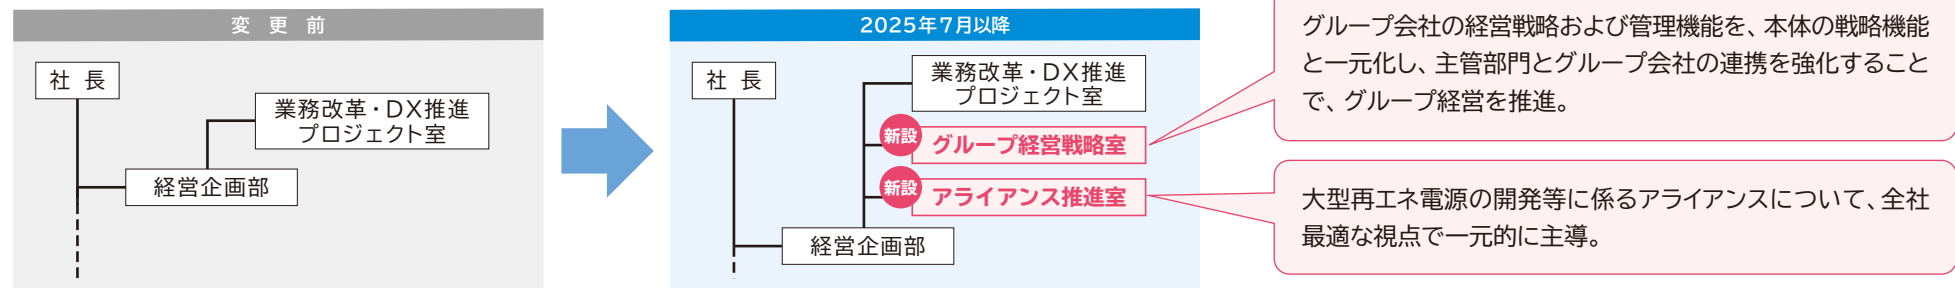 変更前
社長
業務改革・DX推進
プロジェクト室
経営企画部
2025年7月以降
社長
業務改革・DX推進
プロジェクト室
新設
グループ経営戦略室
新設
アライアンス推進室
経営企画部
グループ会社の経営戦略および管理機能を、本体の戦略機能
と一元化し、主管部門とグループ会社の連携を強化すること
で、グループ経営を推進。
大型再エネ電源の開発等に係るアライアンスについて、全社
最適な視点で一元的に主導。